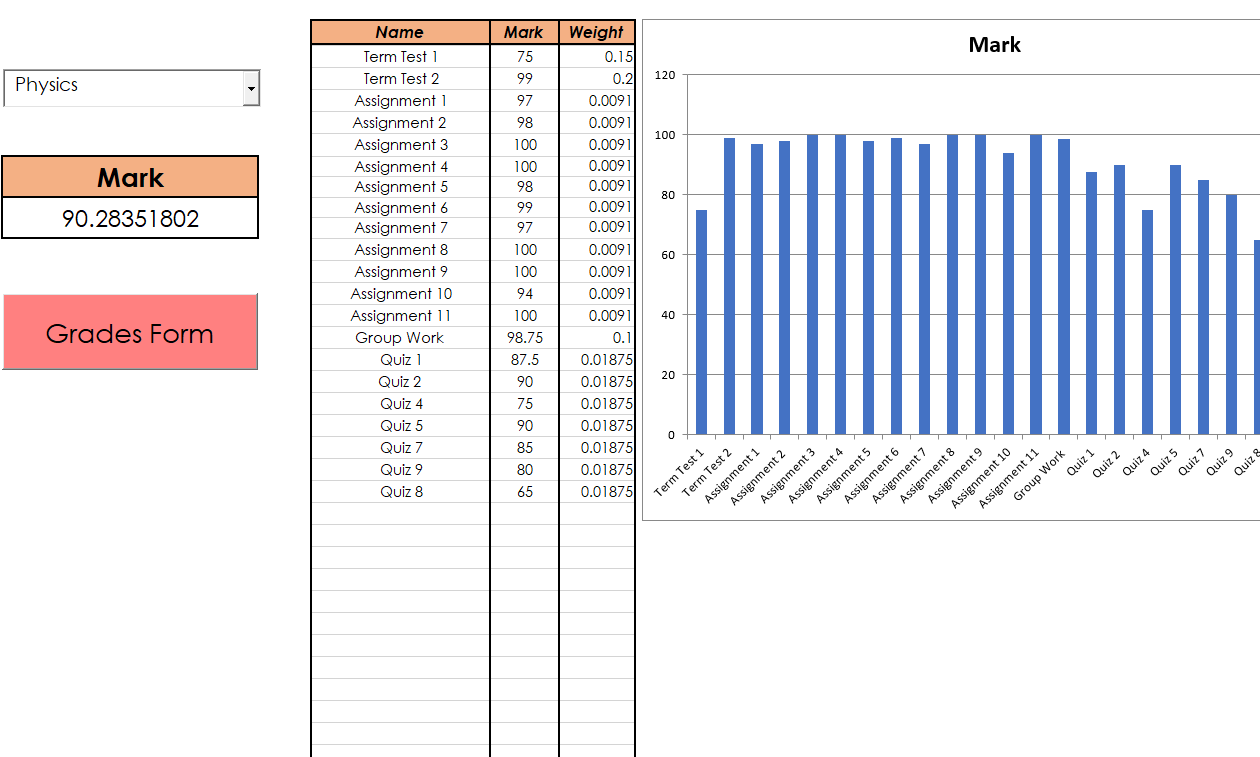 Physics
Mark
90.28351802
Grades Form
Name Mark Weight
Term Test 1 75 0.15
Term Test 2 99 0.2
Assignment 1 97 0.0091
Assignment 2 98 0.0091
Assignment 3 100 0.0091
Assignment 4 100 0.0091
Assignment 5 98 0.0091
Assignment 6 99 0.0091
Assignment 7 97 0.0091
Assignment 8 100 0.0091
Assignment 9 100 0.0091
Assignment 10 94 0.0091
Assignment 11 100 0.0091
Group Work 98.75 0.1
Quiz 1 87.5 0.01875
Quiz 2 90 0.01875
Quiz 4 75 0.01875
Quiz 5 90 0.01875
Quiz 7 85 0.01875
Quiz 9 80 0.01875
Quiz 8 65 0.01875
Mark
120
100
80
60
40
20
0
Term Test 1
Term Test 2
Assignment 1
Assignment 2
Assignment 3
Assignment 4
Assignment 5
Assignment 6
Assignment 7
Assignment 8
Assignment 9
Assignment 10
Assignment 11
Group Work
Quiz 1
Quiz 2
Quiz 4
Quiz 5
Quiz 7
Quiz 9
Quiz 8